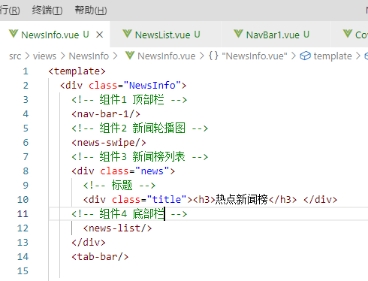 行(R) 终端(T) 帮助(H)
NewsInfo.vue U NewsList.vue U NavBar1.vue U
src > views > NewsInfo > NewsInfo.vue > {} "NewsInfo.vue" > template >
1 <template>
2 <div class="NewsInfo">
3 <!-- 组件1 顶部栏 -->
4 <nav-bar-1/>
5 <!-- 组件2 新闻轮播图 -->
6 <news-swipe/>
7 <!-- 组件3 新闻榜列表 -->
8 <div class="news">
9 <!-- 标题 -->
10 <div class="title"><h3>热点新闻榜</h3> </div>
11 <!-- 组件4 底部栏 -->
12 <news-list/>
13 </div>
14 <tab-bar/>
15